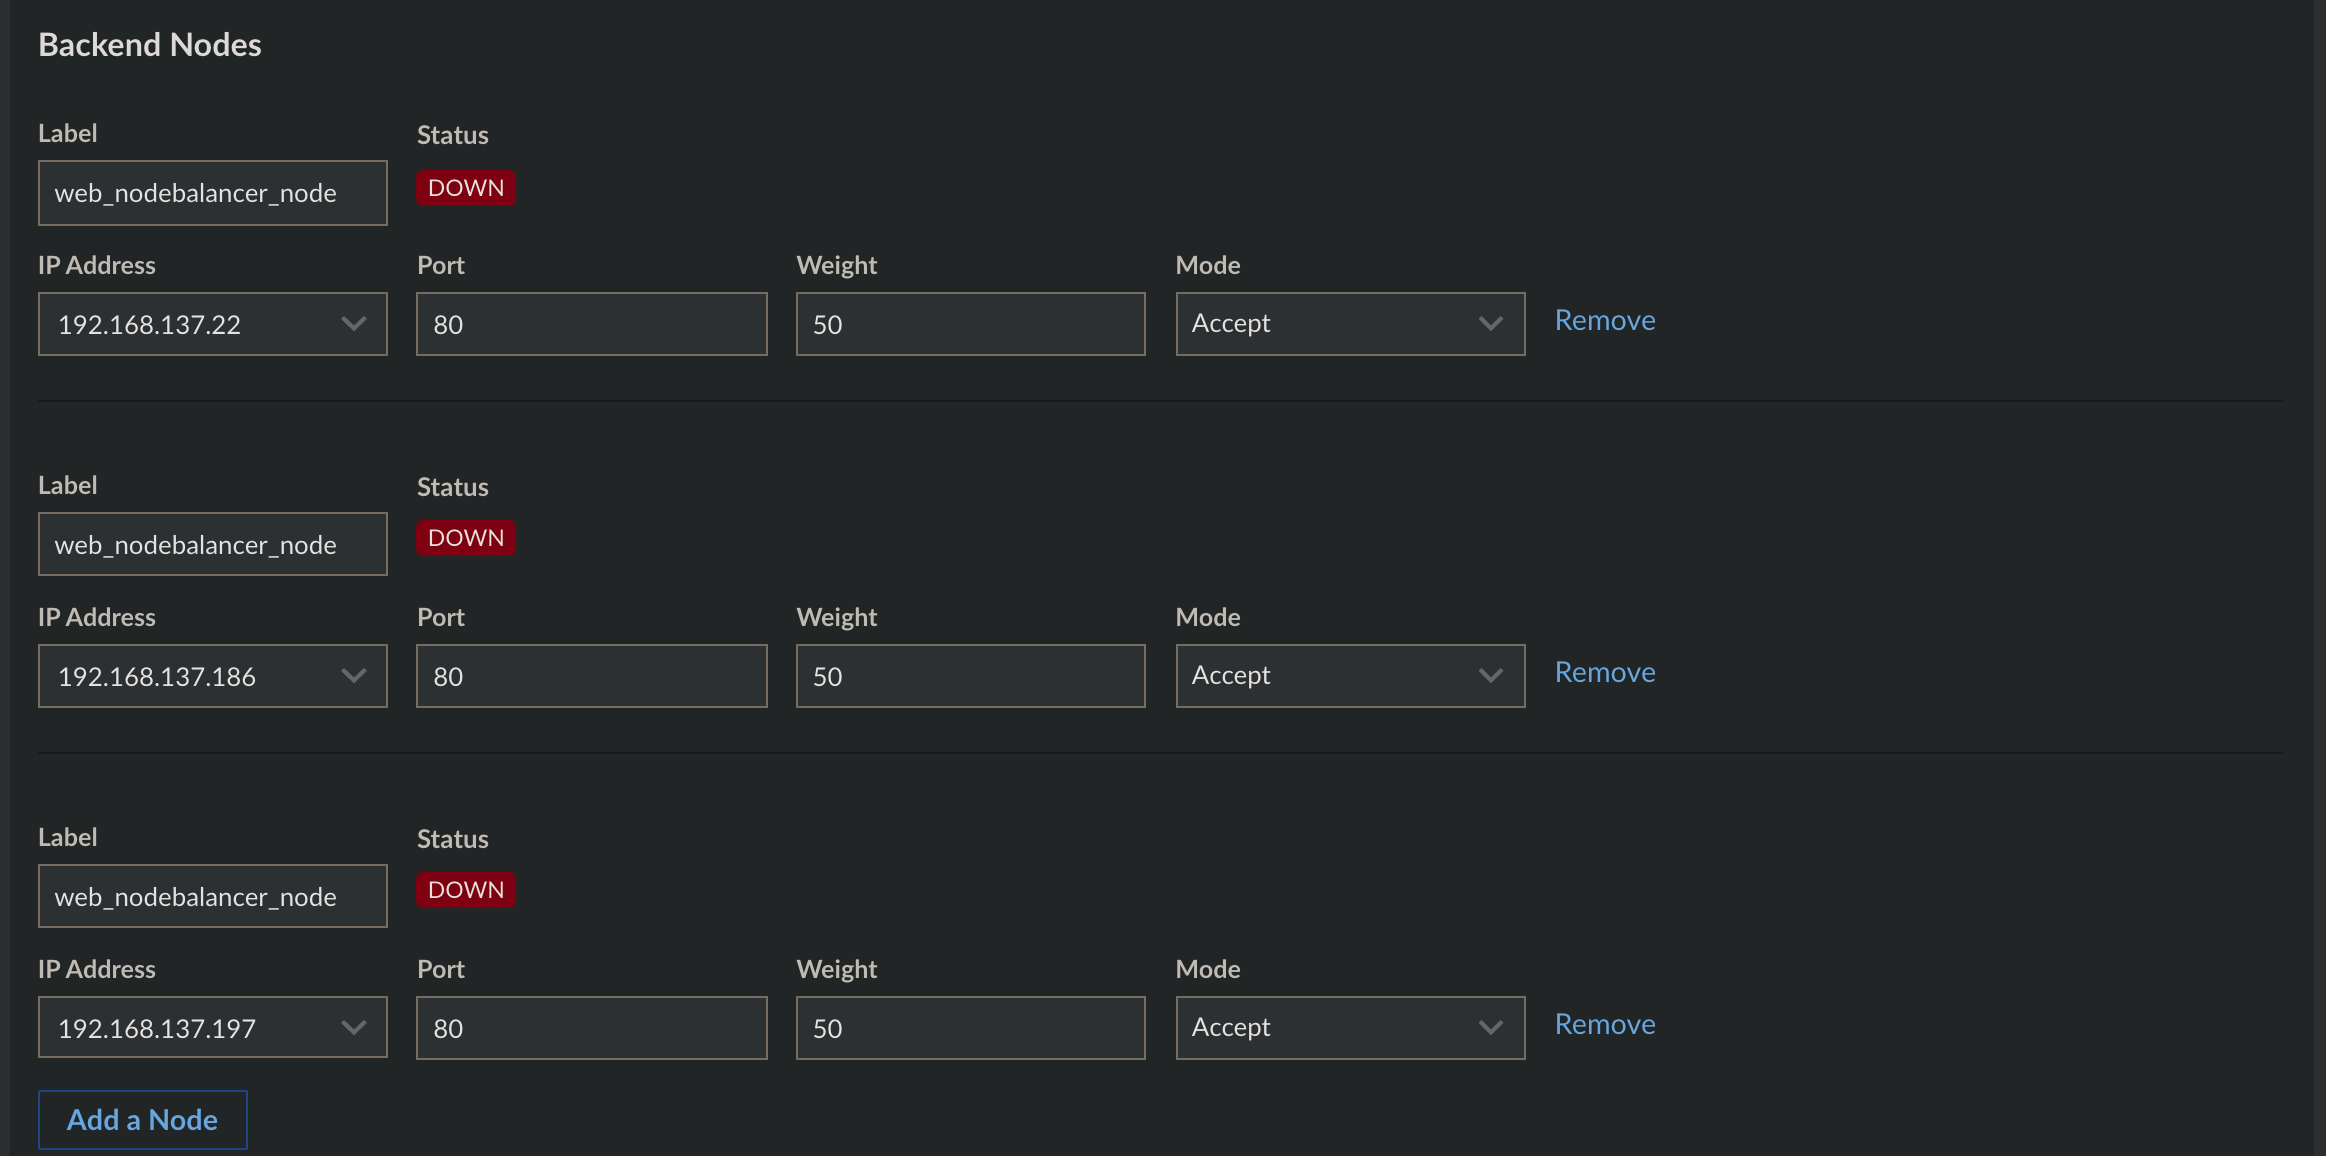 Backend Nodes
Label Status
web_nodebalancer_node DOWN
IP Address Port Weight Mode
192.168.137.22 80 50 Accept Remove
Label Status
web_nodebalancer_node DOWN
IP Address Port Weight Mode
192.168.137.186 80 50 Accept Remove
Label Status
web_nodebalancer_node DOWN
IP Address Port Weight Mode
192.168.137.197 80 50 Accept Remove
Add a Node